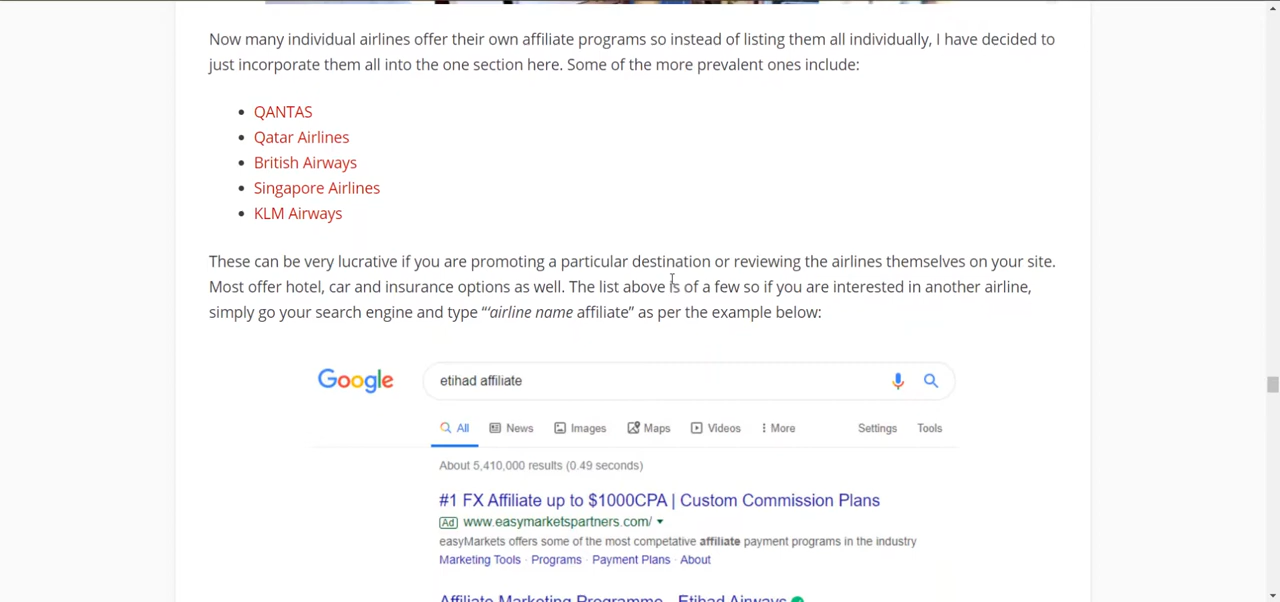 Now many individual airlines offer their own affiliate programs so instead of listing them all individually, I have decided to
just incorporate them all into the one section here. Some of the more prevalent ones include:
QANTAS
Qatar Airlines
British Airways
Singapore Airlines
KLM Airways
These can be very lucrative if you are promoting a particular destination or reviewing the airlines themselves on your site.
Most offer hotel, car and insurance options as well. The list above is of a few so if you are interested in another airline,
simply go your search engine and type “‘airline name affiliate” as per the example below:
Google etihad affiliate
All News Images Maps Videos More Settings Tools
About 5,410,000 results (0.49 seconds)
#1 FX Affiliate up to $1000CPA | Custom Commission Plans
Ad www.easymarketspartners.com/
easyMarkets offers some of the most competative affiliate payment programs in the industry
Marketing Tools · Programs · Payment Plans · About
Affiliate Marketing Programme - Etihad Airways